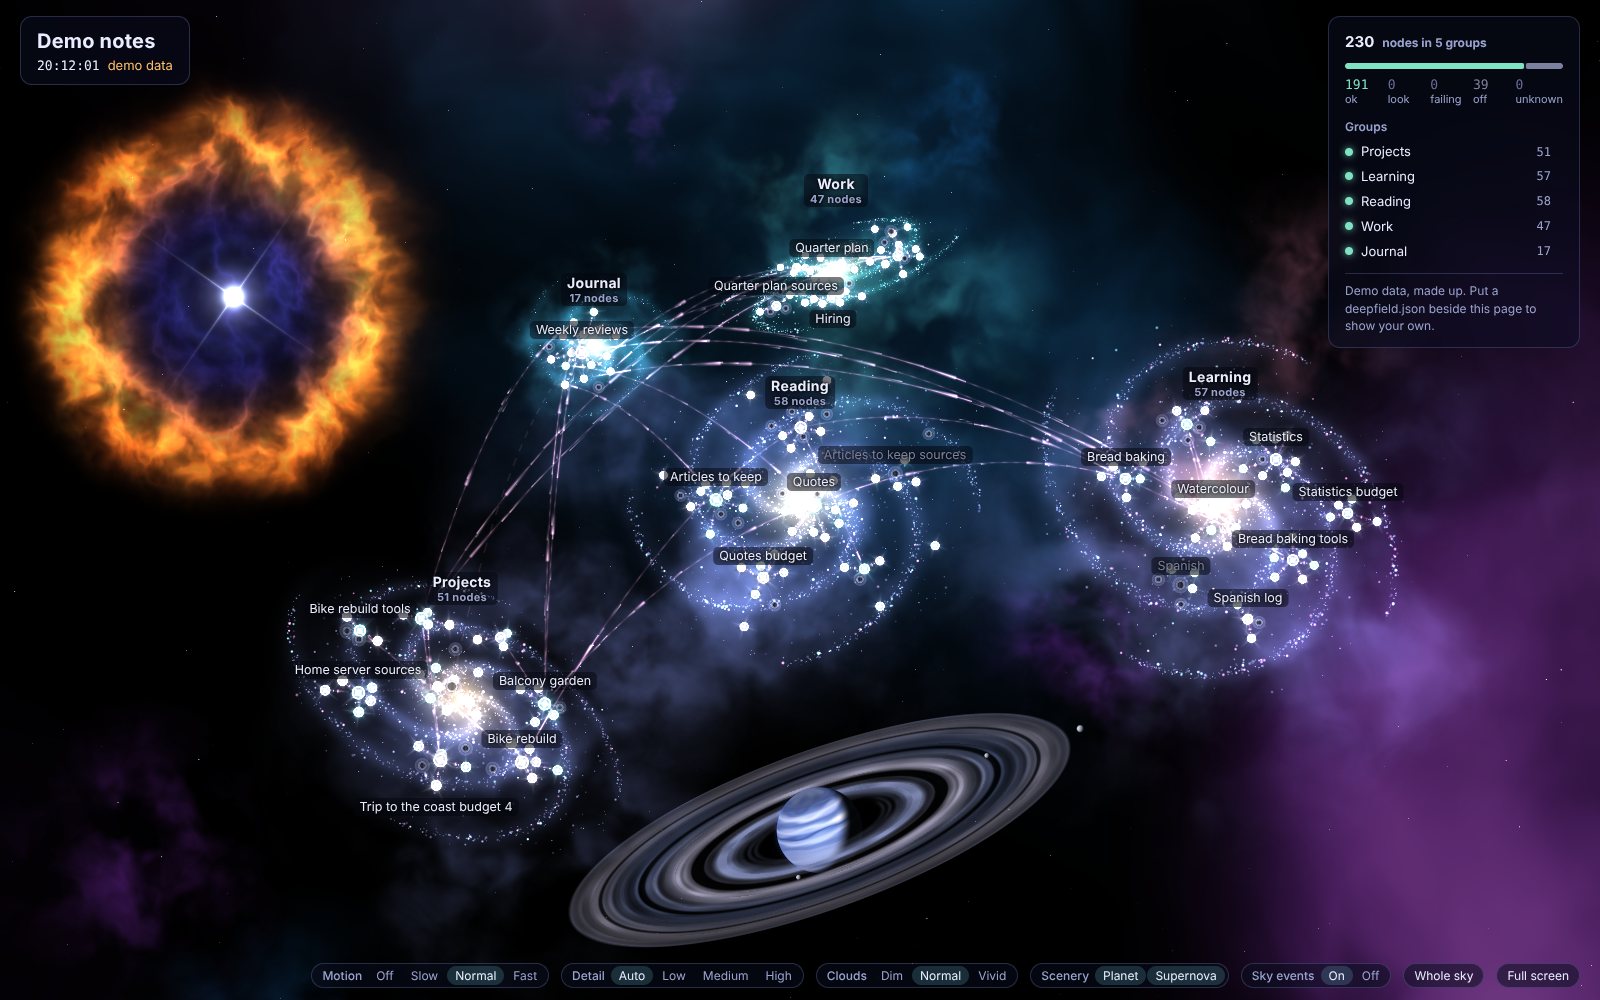 Demo notes
20:12:01 demo data
230 nodes in 5 groups
191 0 0 39 0
ok look failing off unknown
Groups
Projects 51
Learning 57
Reading 58
Work 47
Journal 17
Demo data, made up. Put a
deepfield.json beside this page to
show your own.
Work
47 nodes
Quarter plan
Quarter plan sources
Hiring
Journal
17 nodes
Weekly reviews
Reading
58 nodes
Articles to keep sources
Articles to keep
Quotes
Quotes budget
Learning
57 nodes
Statistics
Bread baking
Watercolour
Statistics budget
Bread baking tools
Spanish
Spanish log
Projects
51 nodes
Bike rebuild tools
Home server sources
Balcony garden
Bike rebuild
Trip to the coast budget 4
Motion Off Slow Normal Fast
Detail Auto Low Medium High
Clouds Dim Normal Vivid
Scenery Planet Supernova
Sky events On Off
Whole sky
Full screen